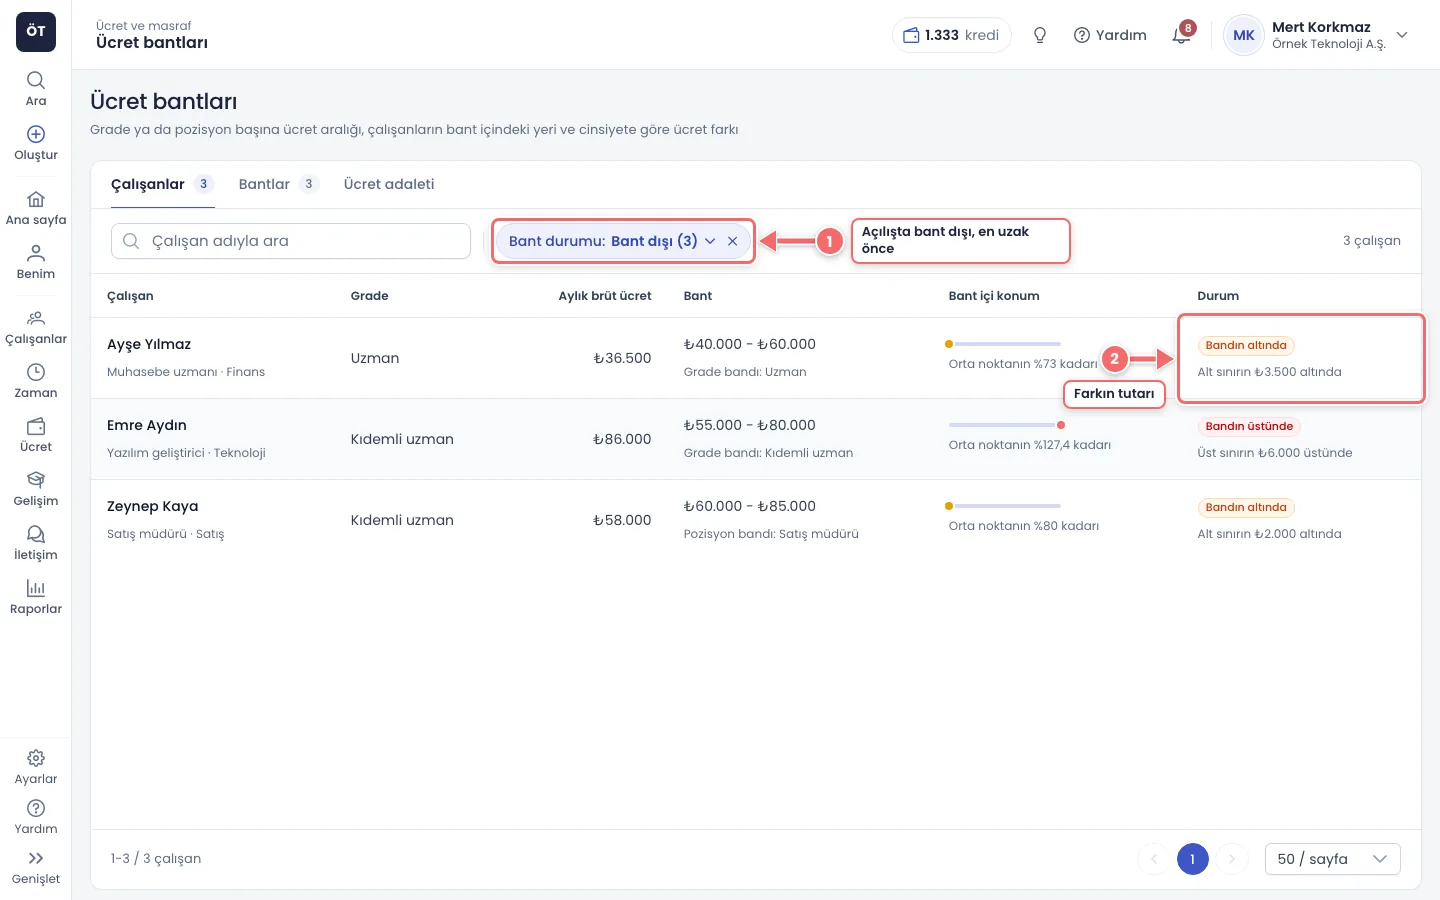 ÖT
Ara
Oluştur
Ana sayfa
Benim
Çalışanlar
Zaman
Ücret
Gelişim
İletişim
Raporlar
Ayarlar
Yardım
Genişlet
Ücret ve masraf
Ücret bantları
1.333 kredi
Yardım
8
MK
Mert Korkmaz
Örnek Teknoloji A.Ş.
Ücret bantları
Grade ya da pozisyon başına ücret aralığı, çalışanların bant içindeki yeri ve cinsiyete göre ücret farkı
Çalışanlar 3 Bantlar 3 Ücret adaleti
Çalışan adıyla ara
Bant durumu: Bant dışı (3)
1
Açılışta bant dışı, en uzak
önce
3 çalışan
Çalışan Grade Aylık brüt ücret Bant Bant içi konum Durum
Ayşe Yılmaz
Muhasebe uzmanı · Finans
Uzman
₺36.500
₺40.000 - ₺60.000
Grade bandı: Uzman
Orta noktanın %73 kadarı
2
Farkın tutarı
Bandın altında
Alt sınırın ₺3.500 altında
Emre Aydın
Yazılım geliştirici · Teknoloji
Kıdemli uzman
₺86.000
₺55.000 - ₺80.000
Grade bandı: Kıdemli uzman
Orta noktanın %127,4 kadarı
Bandın üstünde
Üst sınırın ₺6.000 üstünde
Zeynep Kaya
Satış müdürü · Satış
Kıdemli uzman
₺58.000
₺60.000 - ₺85.000
Pozisyon bandı: Satış müdürü
Orta noktanın %80 kadarı
Bandın altında
Alt sınırın ₺2.000 altında
1-3 / 3 çalışan
1
50 / sayfa